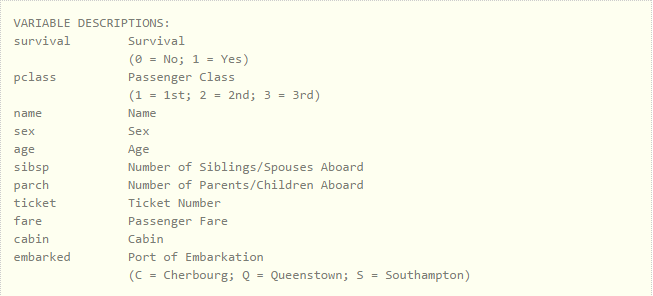 VARIABLE DESCRIPTIONS:
survival        Survival
                (0 = No; 1 = Yes)
pclass          Passenger Class
                (1 = 1st; 2 = 2nd; 3 = 3rd)
name            Name
sex             Sex
age             Age
sibsp           Number of Siblings/Spouses Aboard
parch           Number of Parents/Children Aboard
ticket          Ticket Number
fare            Passenger Fare
cabin           Cabin
embarked        Port of Embarkation
                (C = Cherbourg; Q = Queenstown; S = Southampton)